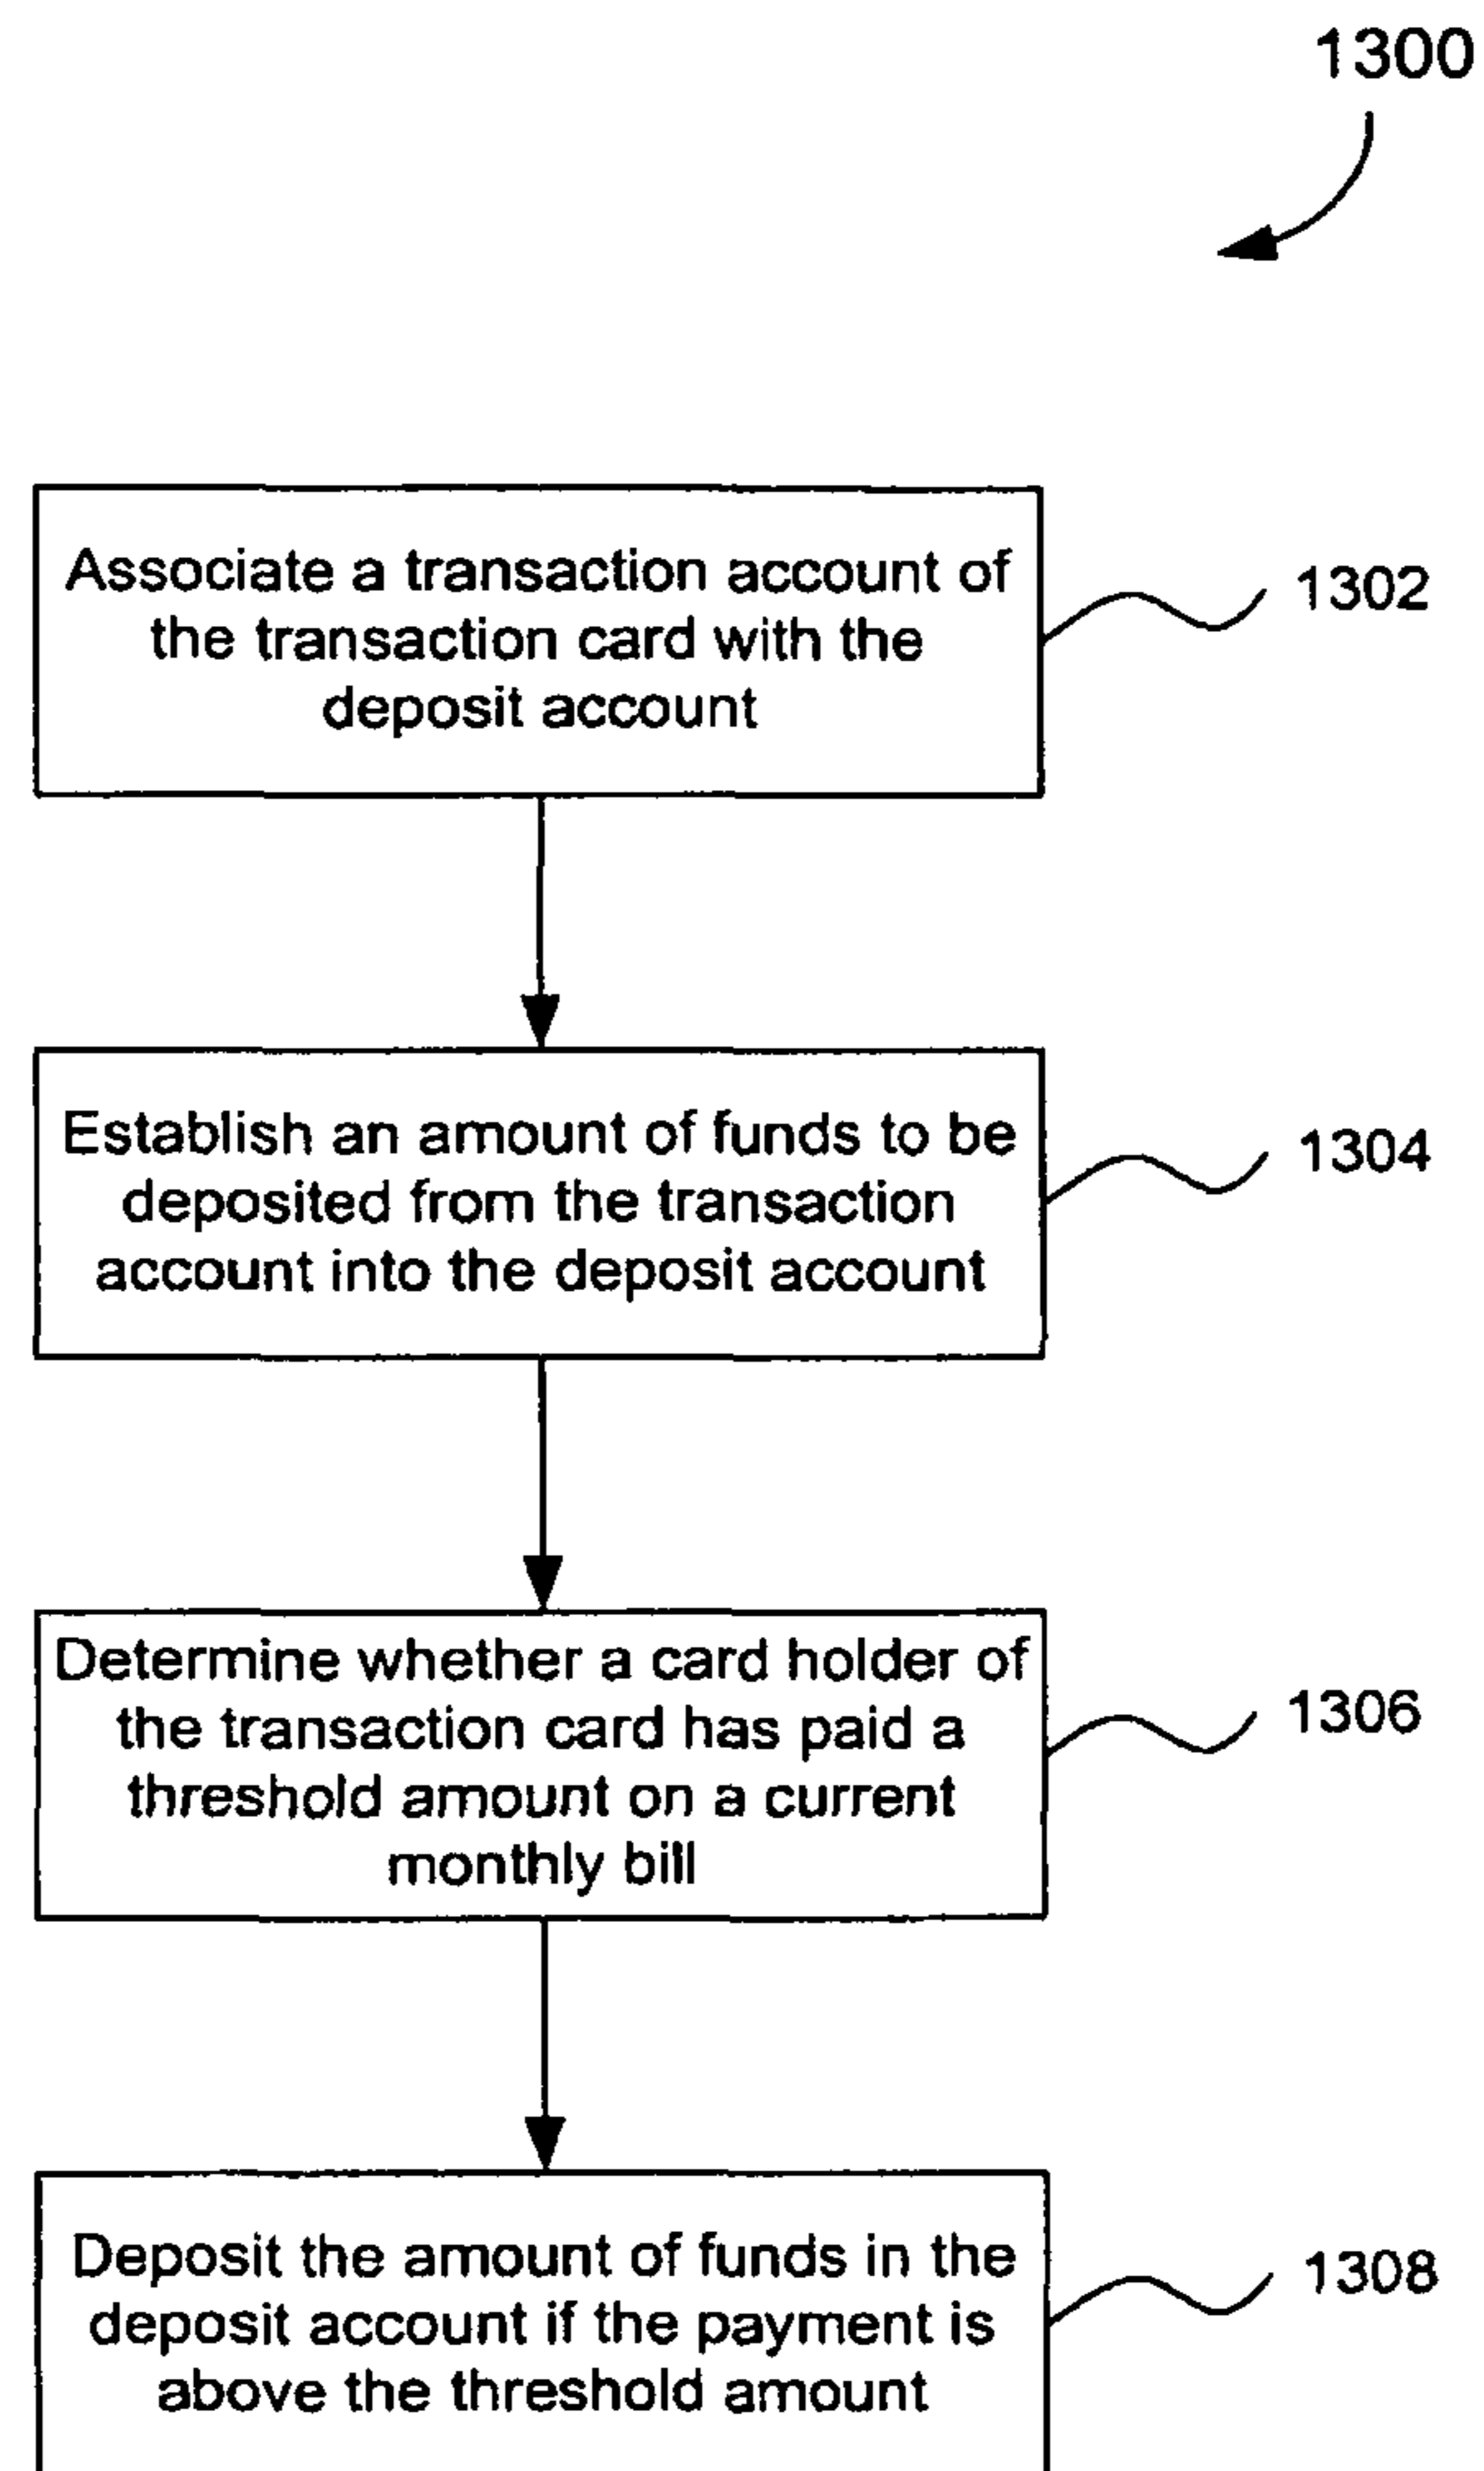 1300
Associate a transaction account of
the transaction card with the
deposit account
1302
Establish an amount of funds to be
deposited from the transaction
account into the deposit account
1304
Determine whether a card holder of
the transaction card has paid a
threshold amount on a current
monthly bill
1306
Deposit the amount of funds in the
deposit account if the payment is
above the threshold amount
1308